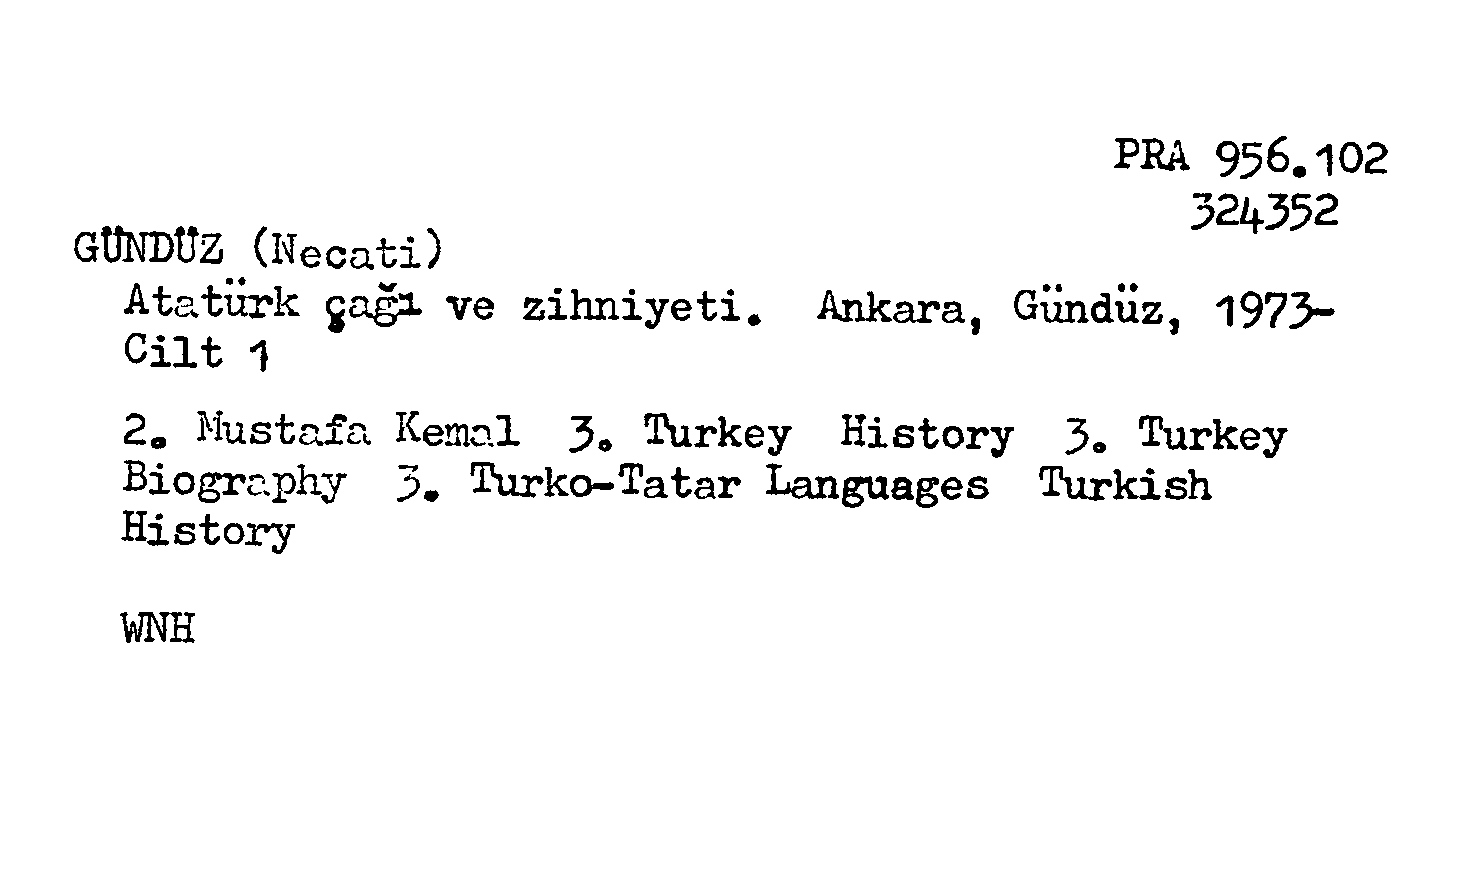 PRA 956.102
324352
GÜNDÜZ (Necati)
Atatürk çağı ve zihniyeti. Ankara, Gündüz, 1973-
Cilt 1
2. Mustafa Kemal 3. Turkey History 3. Turkey
Biography 3. Turko-Tatar Languages Turkish
History
WNH